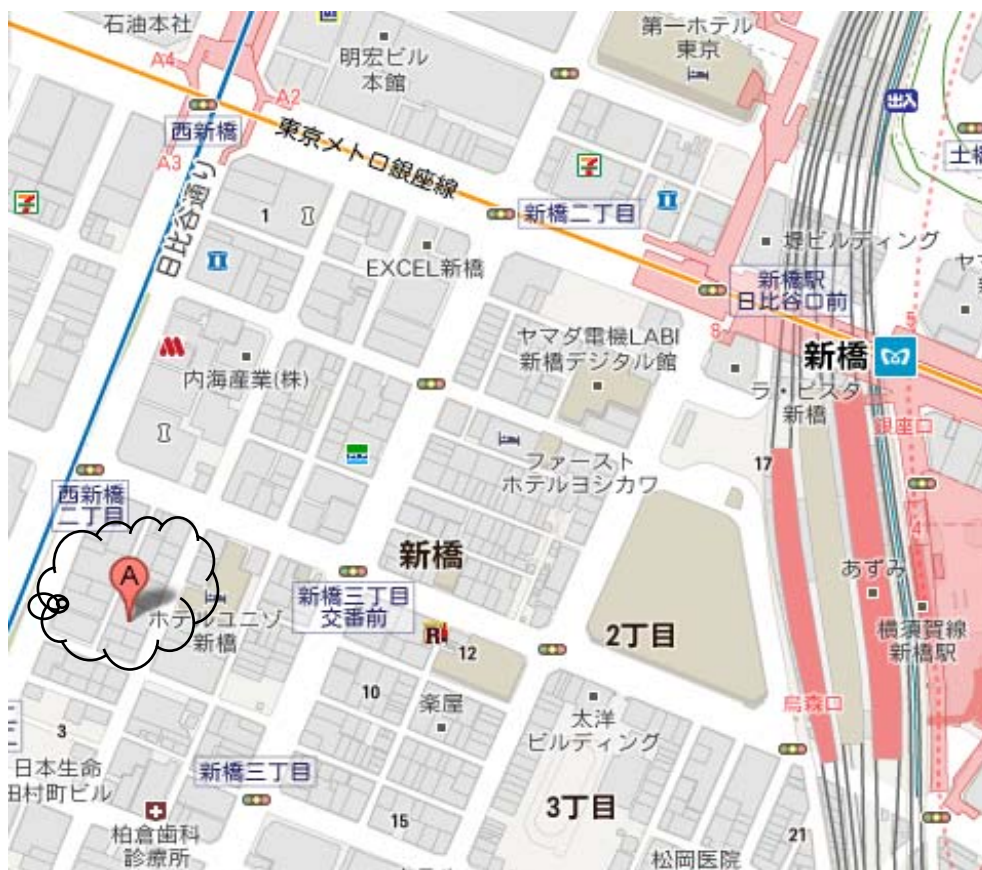 石油本社
明宏ビル
本館
第一ホテル
東京
A4
A2
出入
西新橋
A3
東京メトロ銀座線
土橋
日比谷通り
1
新橋二丁目
堤ビルディング
EXCEL新橋
新橋駅
日比谷口前
5
ヤマダ電機LABI
新橋デジタル館
8
新橋
内海産業(株)
ラ・ビスタ
新橋
銀座口
ファースト
ホテルヨシカワ
17
西新橋
二丁目
4
新橋
A
あずみ
ホテルユニゾ
新橋
新橋三丁目
交番前
R
2丁目
横須賀線
新橋駅
12
10
楽屋
太洋
ビルディング
烏森口
3
日本生命
田村町ビル
新橋三丁目
3丁目
15
21
柏倉歯科
診療所
松岡医院